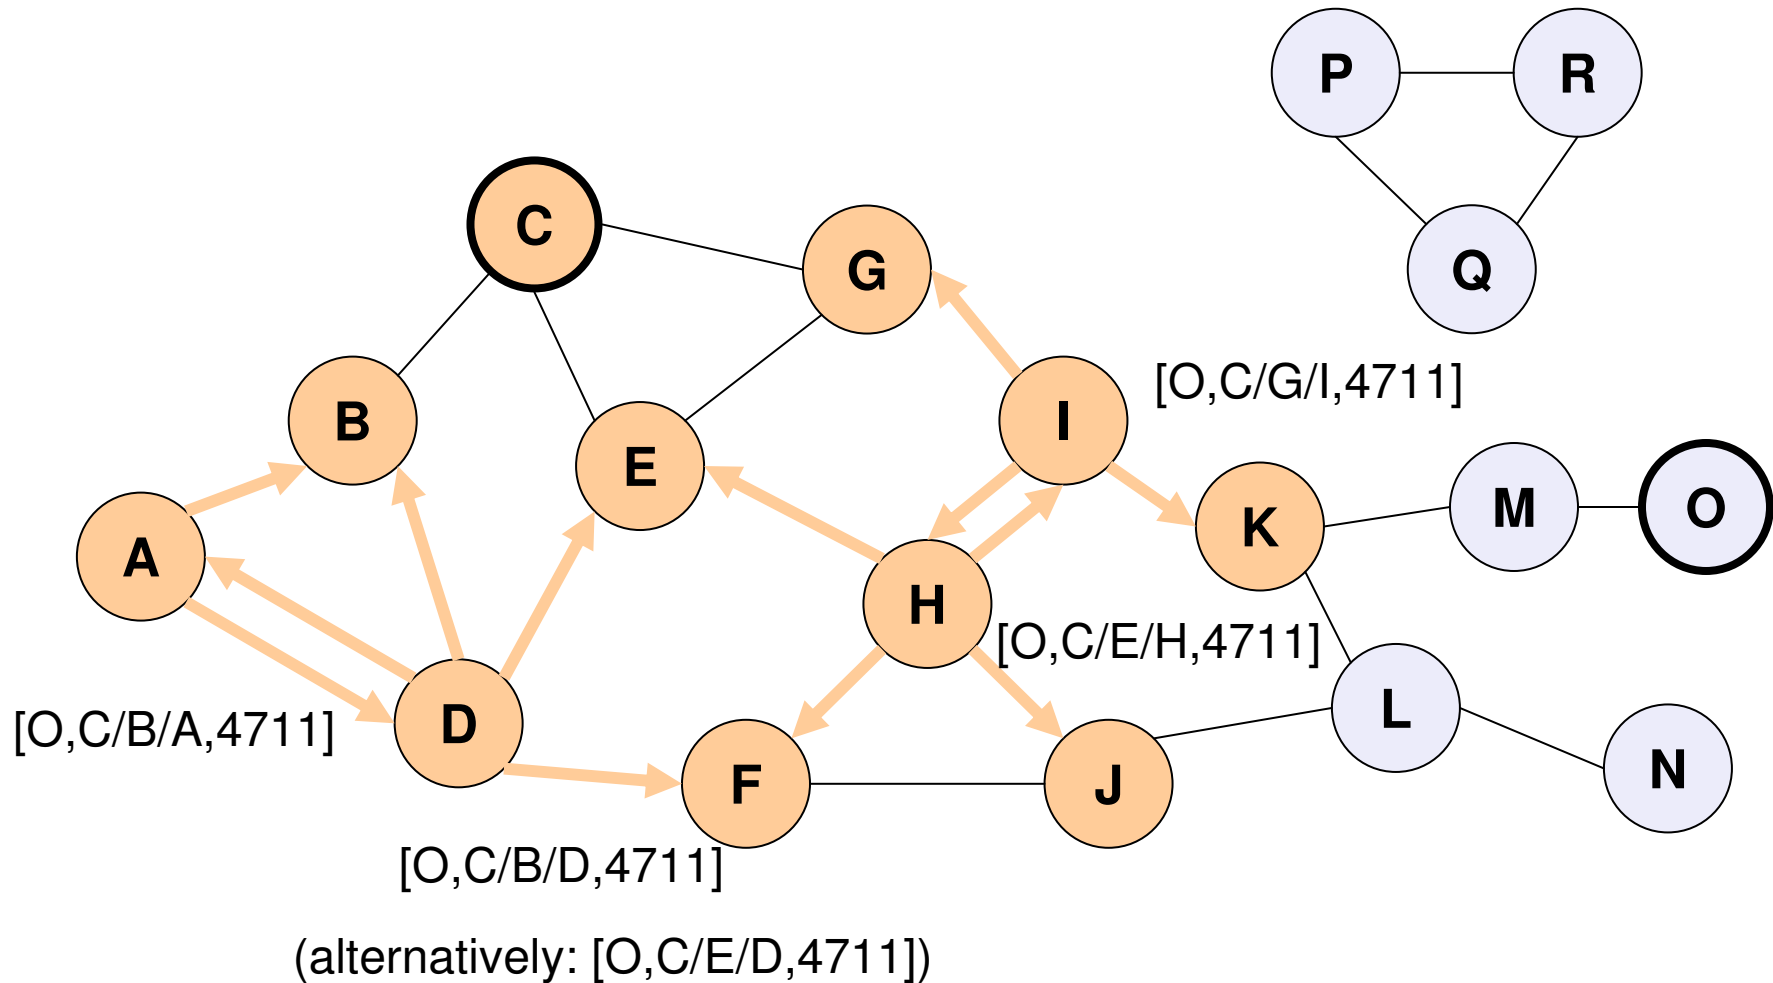 P
R
C
G
Q
[O,C/G/I,4711]
B
I
E
K
M
O
A
H
[O,C/E/H,4711]
[O,C/B/A,4711]
D
L
F
J
N
[O,C/B/D,4711]
(alternatively: [O,C/E/D,4711])